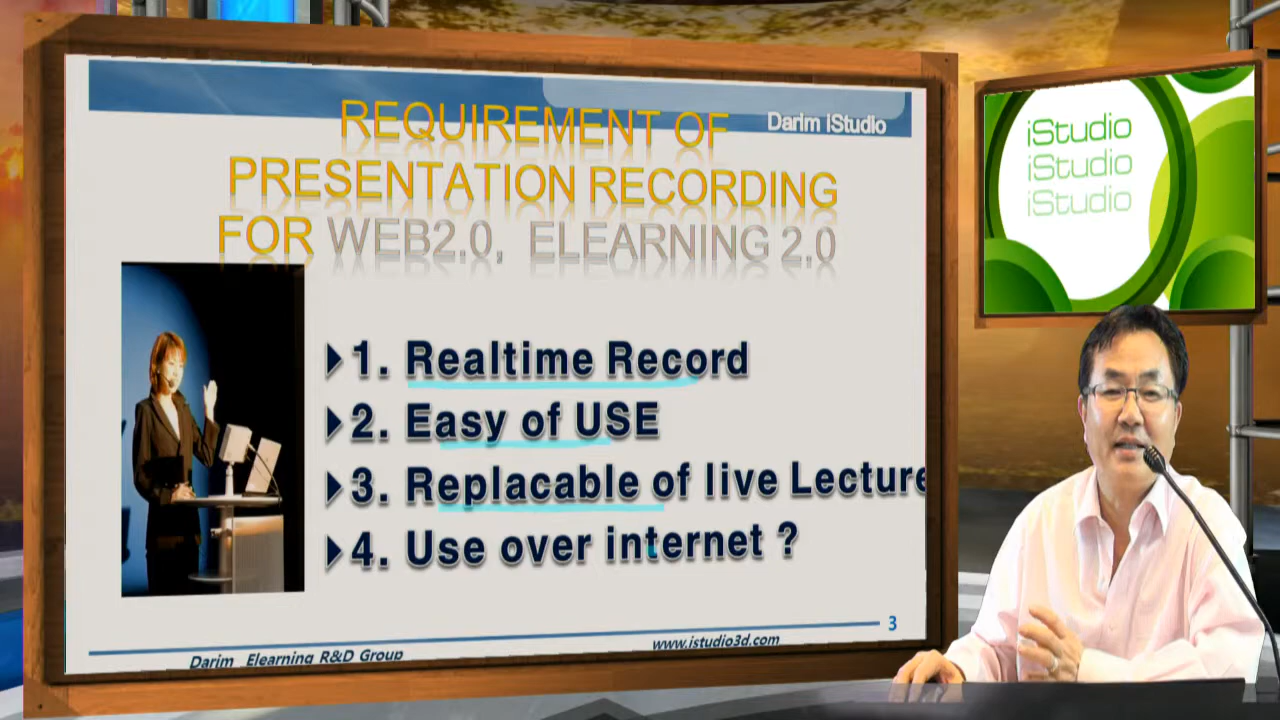 REQUIREMENT OF
Darim iStudio
PRESENTATION RECORDING
FOR WEB2.0, ELEARNING 2.0
1. Realtime Record
2. Easy of USE
3. Replacable of live Lecture
4. Use over internet ?
3
www.istudio3d.com
Darim Elearning R&D Group
iStudio
iStudio
iStudio